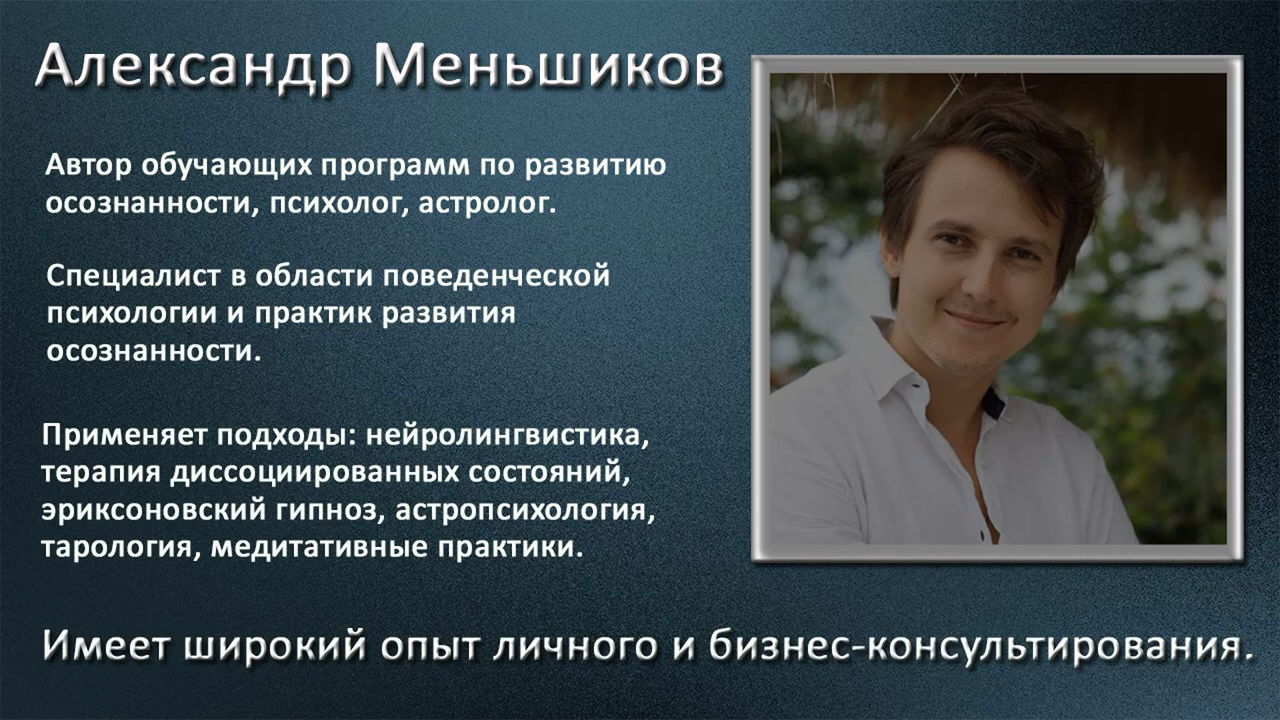 Александр Меньшиков
Автор обучающих программ по развитию
осознанности, психолог, астролог.
Специалист в области поведенческой
психологии и практик развития
осознанности.
Применяет подходы: нейролингвистика,
терапия диссоциированных состояний,
эриксоновский гипноз, астропсихология,
тарология, медитативные практики.
Имеет широкий опыт личного и бизнес-консультирования.